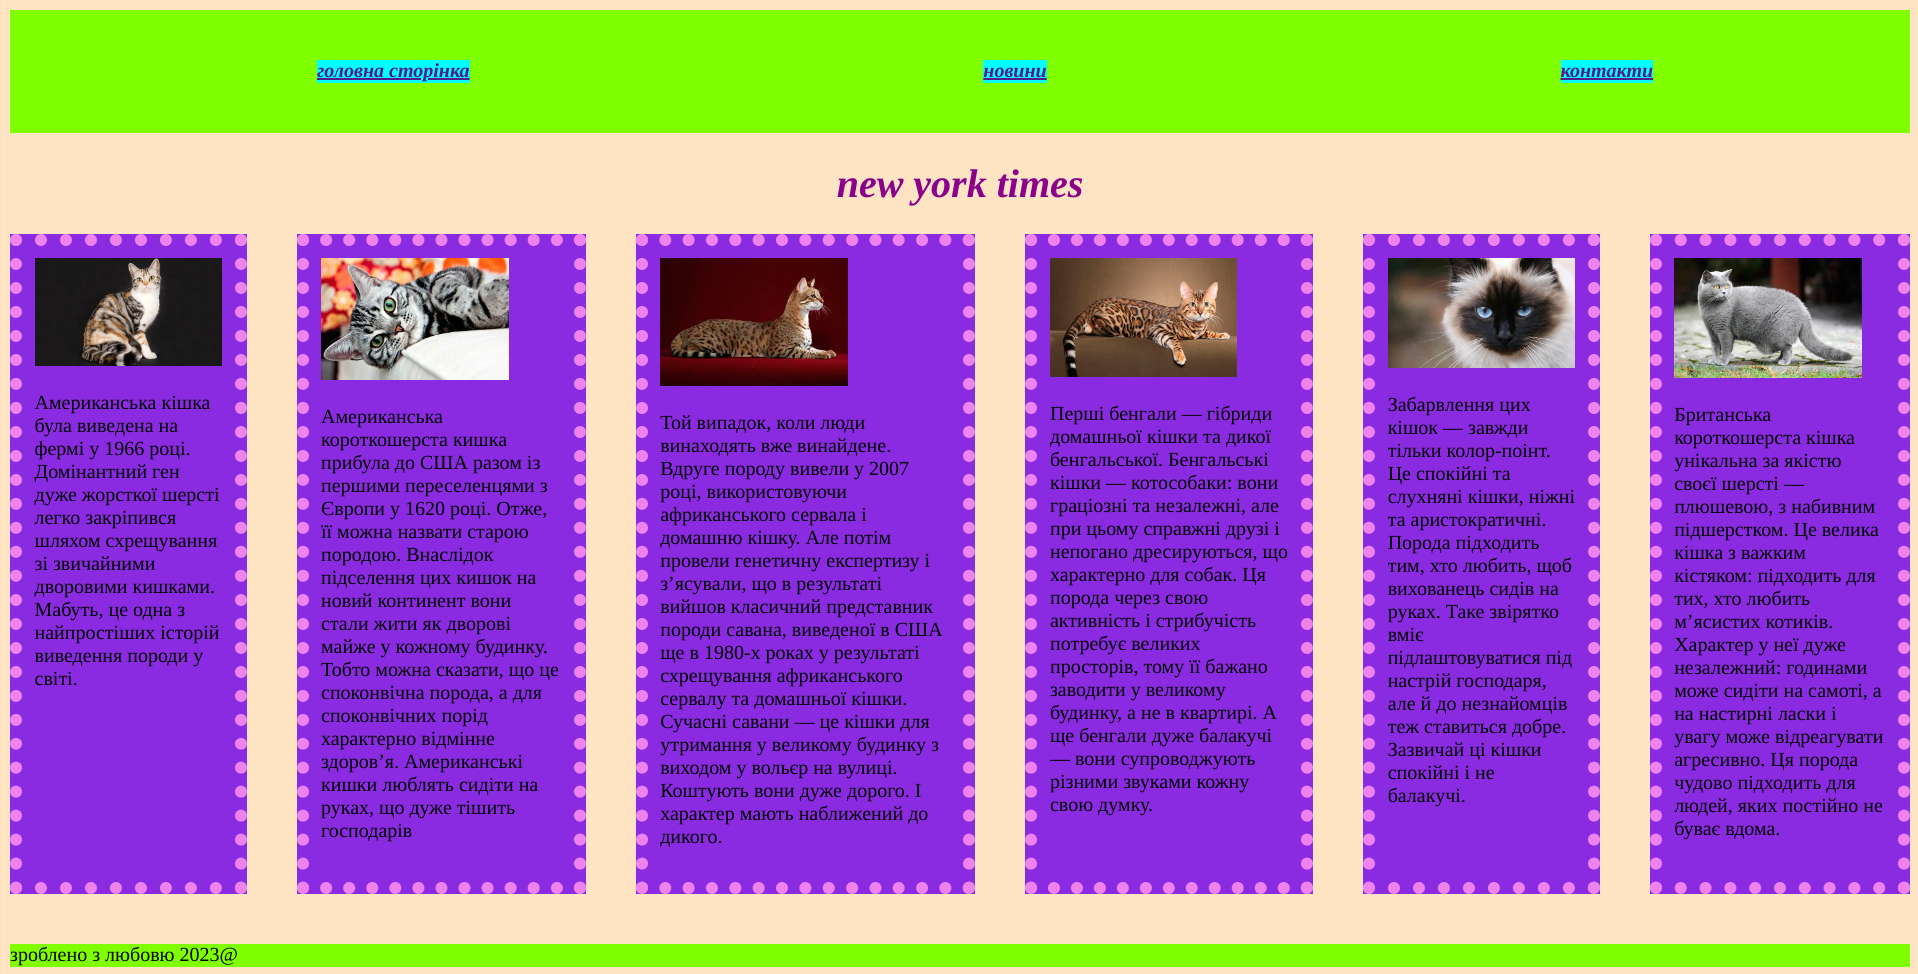 головна сторінка
новини
контакти
new york times
Американська кішка
була виведена на
фермі у 1966 році.
Домінантний ген
дуже жорсткої шерсті
легко закріпився
шляхом схрещування
зі звичайними
дворовими кишками.
Мабуть, це одна з
найпростіших історій
виведення породи у
світі.
Американська
короткошерста кишка
прибула до США разом із
першими переселенцями з
Європи у 1620 році. Отже,
її можна назвати старою
породою. Внаслідок
підселення цих кишок на
новий континент вони
стали жити як дворові
майже у кожному будинку.
Тобто можна сказати, що це
споконвічна порода, а для
споконвічних порід
характерно відмінне
здоров’я. Американські
кишки люблять сидіти на
руках, що дуже тішить
господарів
Той випадок, коли люди
винаходять вже винайдене.
Вдруге породу вивели у 2007
році, використовуючи
африканського сервала і
домашню кішку. Але потім
провели генетичну експертизу і
з’ясували, що в результаті
вийшов класичний представник
породи савана, виведеної в США
ще в 1980-х роках у результаті
схрещування африканського
сервалу та домашньої кішки.
Сучасні савани — це кішки для
утримання у великому будинку з
виходом у вольєр на вулиці.
Коштують вони дуже дорого. І
характер мають наближений до
дикого.
Перші бенгали — гібриди
домашньої кішки та дикої
бенгальської. Бенгальські
кішки — котособаки: вони
граціозні та незалежні, але
при цьому справжні друзі і
непогано дресируються, що
характерно для собак. Ця
порода через свою
активність і стрибучість
потребує великих
просторів, тому її бажано
заводити у великому
будинку, а не в квартирі. А
ще бенгали дуже балакучі
— вони супроводжують
різними звуками кожну
свою думку.
Забарвлення цих
кішок — завжди
тільки колор-поінт.
Це спокійні та
слухняні кішки, ніжні
та аристократичні.
Порода підходить
тим, хто любить, щоб
вихованець сидів на
руках. Таке звірятко
вміє
підлаштовуватися під
настрій господаря,
але й до незнайомців
теж ставиться добре.
Зазвичай ці кішки
спокійні і не
балакучі.
Британська
короткошерста кішка
унікальна за якістю
своєї шерсті —
плюшевою, з набивним
підшерстком. Це велика
кішка з важким
кістяком: підходить для
тих, хто любить
м’ясистих котиків.
Характер у неї дуже
незалежний: годинами
може сидіти на самоті, а
на настирні ласки і
увагу може відреагувати
агресивно. Ця порода
чудово підходить для
людей, яких постійно не
буває вдома.
зроблено з любовю 2023@